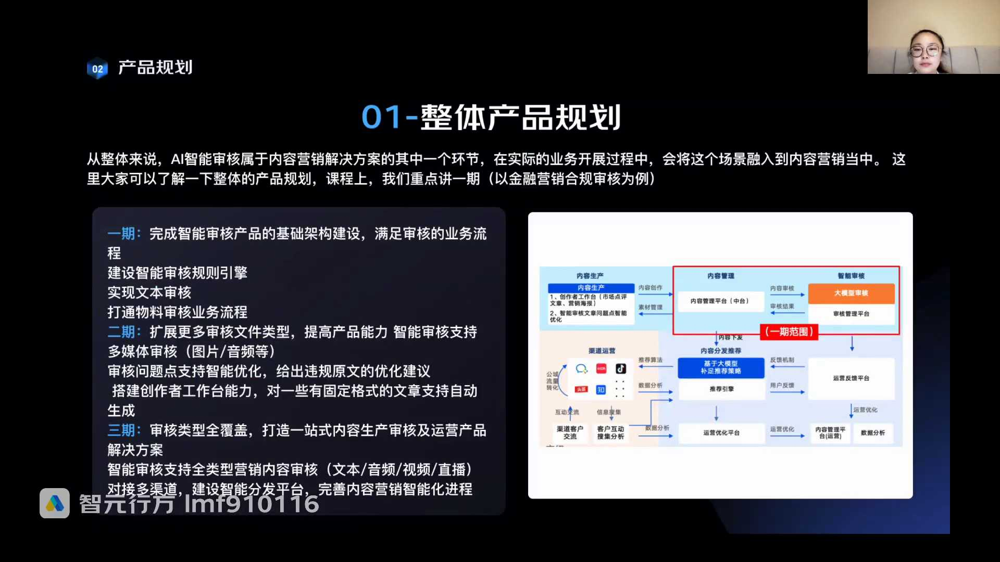 02 产品规划
01-整体产品规划
从整体来说，AI智能审核属于内容营销解决方案的其中一个环节，在实际的业务开展过程中，会将这个场景融入到内容营销当中。 这
里大家可以了解一下整体的产品规划，课程上，我们重点讲一期（以金融营销合规审核为例）
一期：完成智能审核产品的基础架构建设，满足审核的业务流
程
建设智能审核规则引擎
实现文本审核
打通物料审核业务流程
二期：扩展更多审核文件类型，提高产品能力 智能审核支持
多媒体审核（图片/音频等）
审核问题点支持智能优化，给出违规原文的优化建议
搭建创作者工作台能力，对一些有固定格式的文章支持自动
生成
三期：审核类型全覆盖，打造一站式内容生产审核及运营产品
解决方案
智能审核支持全类型营销内容审核（文本/音频/视频/直播）
对接多渠道，建设智能分发平台，完善内容营销智能化进程
内容生产
内容生产
1、创作者工作台（市场点评
文章、营销海报）
2、智能审核文章问题点智能
优化
内容创作
素材管理
内容管理
内容管理平台（中台）
内容审核
审核结果
智能审核
大模型审核
审核管理平台
（一期范围）
内容下发
渠道运营
公域
流量
转化
头条
知
推荐算法
数据分析
内容分发推荐
基于大模型
补足推荐策略
推荐引擎
反馈机制
用户反馈
运营反馈平台
互动交流
信息搜集
运营优化
渠道客户
交流
客户互动
搜集分析
数据分析
运营优化平台
运营优化
内容管理平
台(运营)
数据分析
智元行方 lmf910116